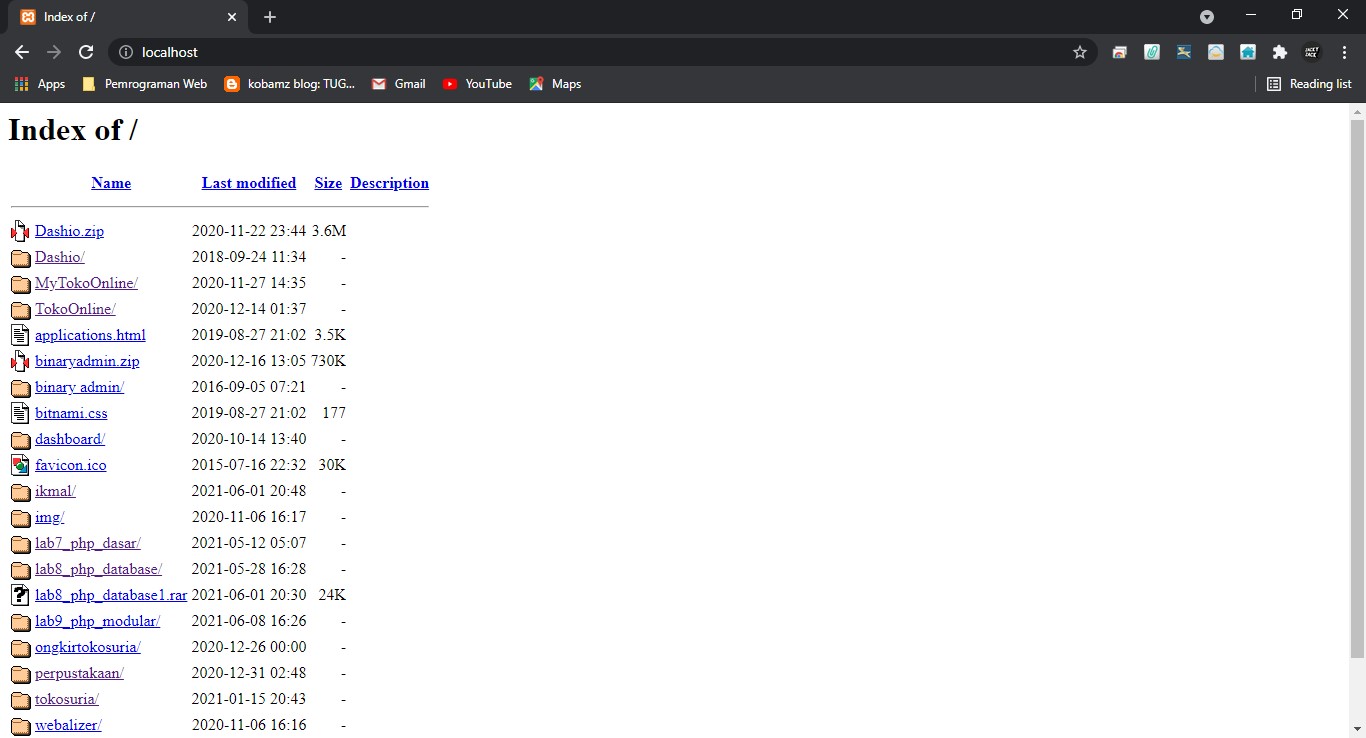 Index of /
localhost
Apps Pemrograman Web kobamz blog: TUG... Gmail YouTube Maps Reading list
Index of /
Name Last modified Size Description
Dashio.zip 2020-11-22 23:44 3.6M
Dashio/ 2018-09-24 11:34 -
MyTokoOnline/ 2020-11-27 14:35 -
TokoOnline/ 2020-12-14 01:37 -
applications.html 2019-08-27 21:02 3.5K
binaryadmin.zip 2020-12-16 13:05 730K
binary admin/ 2016-09-05 07:21 -
bitnami.css 2019-08-27 21:02 177
dashboard/ 2020-10-14 13:40 -
favicon.ico 2015-07-16 22:32 30K
ikmal/ 2021-06-01 20:48 -
img/ 2020-11-06 16:17 -
lab7_php_dasar/ 2021-05-12 05:07 -
lab8_php_database/ 2021-05-28 16:28 -
lab8_php_database1.rar 2021-06-01 20:30 24K
lab9_php_modular/ 2021-06-08 16:26 -
ongkirtokosuria/ 2020-12-26 00:00 -
perpustakaan/ 2020-12-31 02:48 -
tokosuria/ 2021-01-15 20:43 -
webalizer/ 2020-11-06 16:16 -